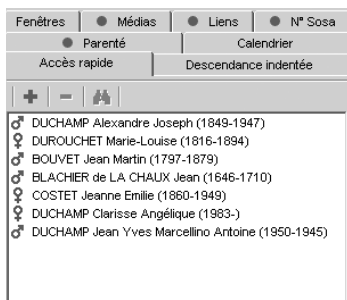 Fenêtres Médias Liens N° Sosa
Parenté Calendrier
Accès rapide Descendance indentée
DUCHAMP Alexandre Joseph (1849-1947)
DUROUCHET Marie-Louise (1816-1894)
BOUVET Jean Martin (1797-1879)
BLACHIER de LA CHAUX Jean (1646-1710)
COSTET Jeanne Emilie (1860-1949)
DUCHAMP Clarisse Angélique (1983-)
DUCHAMP Jean Yves Marcellino Antoine (1950-1945)